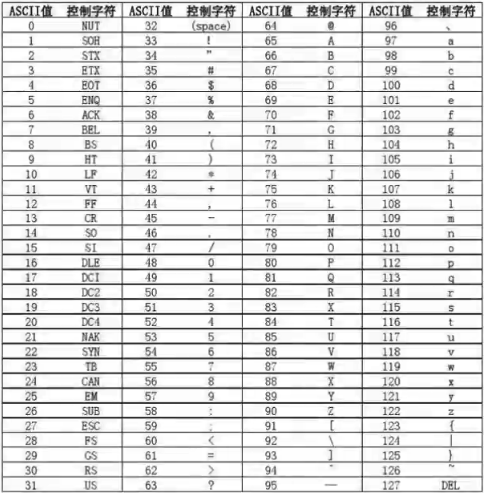 ASCII值 控制字符 ASCII值 控制字符 ASCII值 控制字符 ASCII值 控制字符
0 NUT 32 (space) 64 @ 96 、
1 SOH 33 ! 65 A 97 a
2 STX 34 ” 66 B 98 b
3 ETX 35 # 67 C 99 c
4 EOT 36 $ 68 D 100 d
5 ENQ 37 % 69 E 101 e
6 ACK 38 & 70 F 102 f
7 BEL 39 , 71 G 103 g
8 BS 40 ( 72 H 104 h
9 HT 41 ) 73 I 105 i
10 LF 42 * 74 J 106 j
11 VT 43 + 75 K 107 k
12 FF 44 , 76 L 108 l
13 CR 45 - 77 M 109 m
14 SO 46 . 78 N 110 n
15 SI 47 / 79 O 111 o
16 DLE 48 0 80 P 112 p
17 DCI 49 1 81 Q 113 q
18 DC2 50 2 82 R 114 r
19 DC3 51 3 83 X 115 s
20 DC4 52 4 84 T 116 t
21 NAK 53 5 85 U 117 u
22 SYN 54 6 86 V 118 v
23 TB 55 7 87 W 119 w
24 CAN 56 8 88 X 120 x
25 EM 57 9 89 Y 121 y
26 SUB 58 : 90 Z 122 z
27 ESC 59 ; 91 [ 123 {
28 FS 60 < 92 \ 124 |
29 GS 61 = 93 ] 125 }
30 RS 62 > 94 ^ 126 ~
31 US 63 ? 95 — 127 DEL